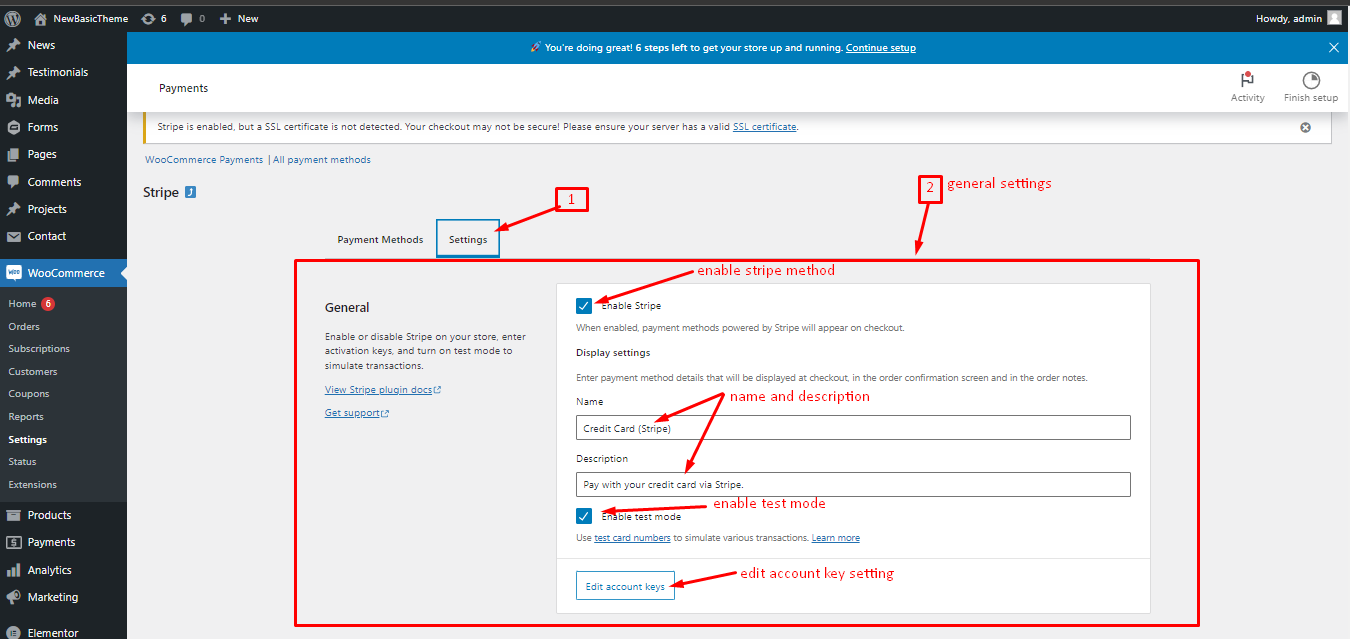 NewBasicTheme 6 0 New Howdy, admin
News
Testimonials
Media
Forms
Pages
Comments
Projects
Contact
WooCommerce
Home 6
Orders
Subscriptions
Customers
Coupons
Reports
Settings
Status
Extensions
Products
Payments
Analytics
Marketing
Elementor
🚀 You're doing great! 6 steps left to get your store up and running. Continue setup
Payments
Activity
Finish setup
Stripe is enabled, but a SSL certificate is not detected. Your checkout may not be secure! Please ensure your server has a valid SSL certificate.
WooCommerce Payments | All payment methods
Stripe
1
2 general settings
Payment Methods Settings
General
Enable or disable Stripe on your store, enter
activation keys, and turn on test mode to
simulate transactions.
View Stripe plugin docs
Get support
enable stripe method
Enable Stripe
When enabled, payment methods powered by Stripe will appear on checkout.
Display settings
Enter payment method details that will be displayed at checkout, in the order confirmation screen and in the order notes.
name and description
Name
Credit Card (Stripe)
Description
Pay with your credit card via Stripe.
enable test mode
Enable test mode
Use test card numbers to simulate various transactions. Learn more
edit account key setting
Edit account keys